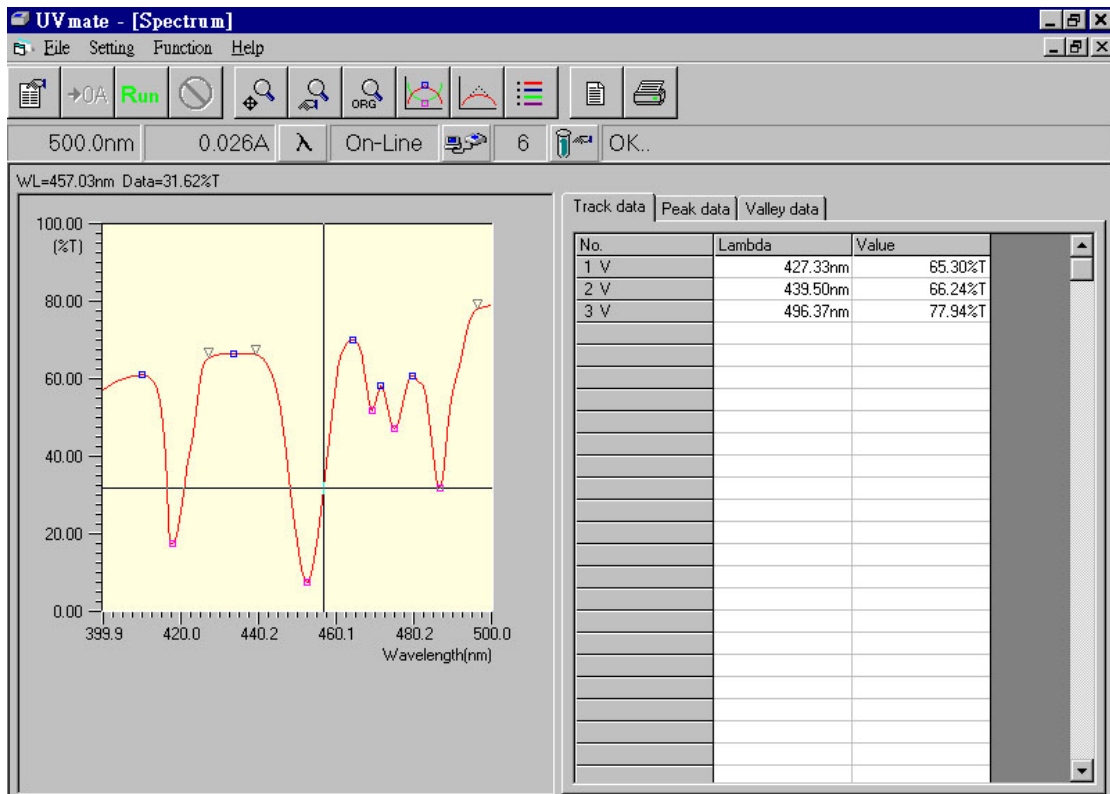 UVmate - [Spectrum]
Eile Setting Function Help
→0A Run ORG
500.0nm 0.026A λ On-Line 6 OK..
WL=457.03nm Data=31.62%T
Track data Peak data Valley data
No. Lambda Value
1 V 427.33nm 65.30%T
2 V 439.50nm 66.24%T
3 V 496.37nm 77.94%T
100.00
(%T)
80.00
60.00
40.00
20.00
0.00
399.9 420.0 440.2 460.1 480.2 500.0
Wavelength(nm)